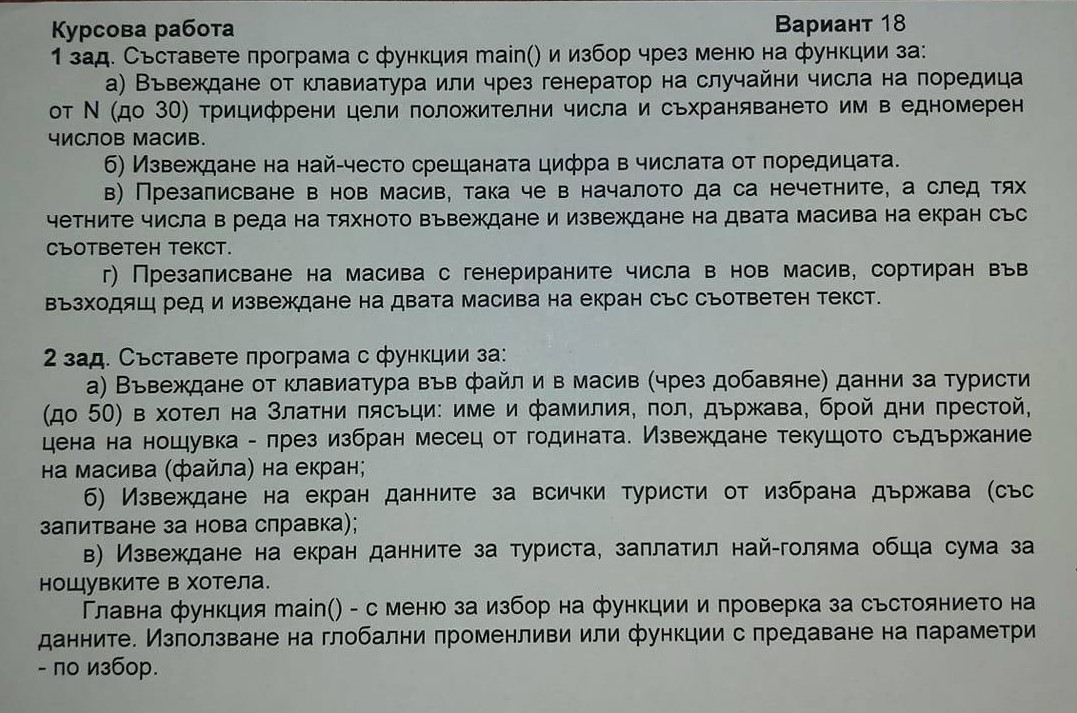 Курсова работа Вариант 18
1 зад. Съставете програма с функция main() и избор чрез меню на функции за:
а) Въвеждане от клавиатура или чрез генератор на случайни числа на поредица
от N (до 30) трицифрени цели положителни числа и съхраняването им в едномерен
числов масив.
б) Извеждане на най-често срещаната цифра в числата от поредицата.
в) Презаписване в нов масив, така че в началото да са нечетните, а след тях
четните числа в реда на тяхното въвеждане и извеждане на двата масива на екран със
съответен текст.
г) Презаписване на масива с генерираните числа в нов масив, сортиран във
възходящ ред и извеждане на двата масива на екран със съответен текст.
2 зад. Съставете програма с функции за:
а) Въвеждане от клавиатура във файл и в масив (чрез добавяне) данни за туристи
(до 50) в хотел на Златни пясъци: име и фамилия, пол, държава, брой дни престой,
цена на нощувка - през избран месец от годината. Извеждане текущото съдържание
на масива (файла) на екран;
б) Извеждане на екран данните за всички туристи от избрана държава (със
запитване за нова справка);
в) Извеждане на екран данните за туриста, заплатил най-голяма обща сума за
нощувките в хотела.
Главна функция main() - с меню за избор на функции и проверка за състоянието на
данните. Използване на глобални променливи или функции с предаване на параметри
- по избор.